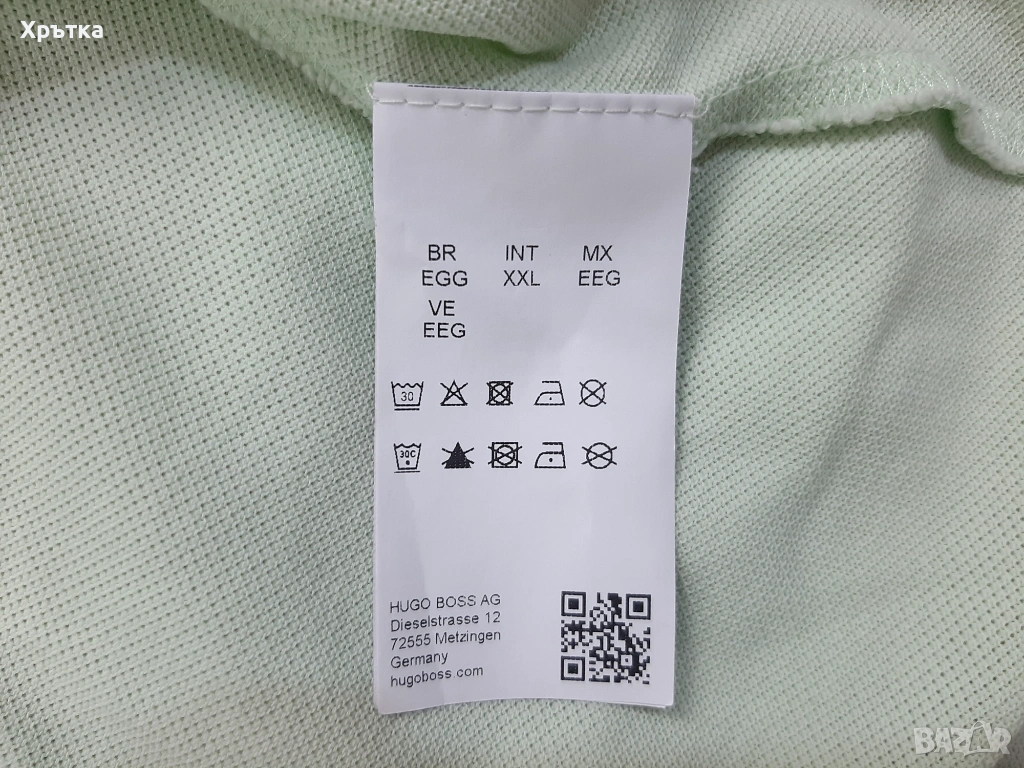 Хрътка
BR INT MX
EGG XXL EEG
VE
EEG
30
30C
HUGO BOSS AG
Dieselstrasse 12
72555 Metzingen
Germany
hugoboss.com
BAZAR